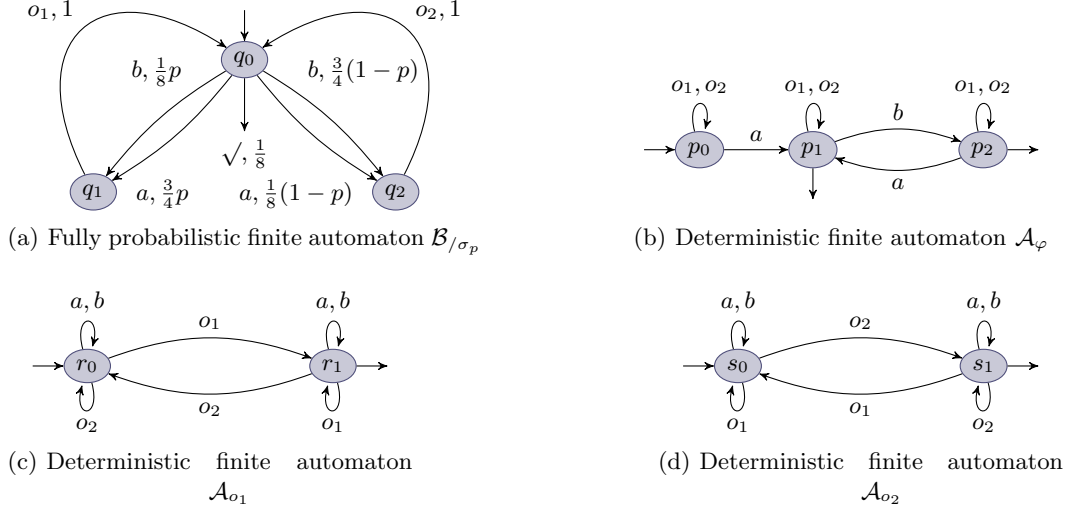 o₁, 1
o₂, 1
q₀
b, ⅛p
b, ¾(1 − p)
√, ⅛
q₁
a, ¾p
a, ⅛(1 − p)
q₂
(a) Fully probabilistic finite automaton 𝓑/σₚ
o₁, o₂
o₁, o₂
o₁, o₂
p₀
a
p₁
b
a
p₂
(b) Deterministic finite automaton 𝓐φ
a, b
a, b
o₁
r₀
r₁
o₂
o₂
o₁
(c) Deterministic finite automaton
𝓐ₒ₁
a, b
a, b
o₂
s₀
s₁
o₁
o₁
o₂
(d) Deterministic finite automaton
𝓐ₒ₂